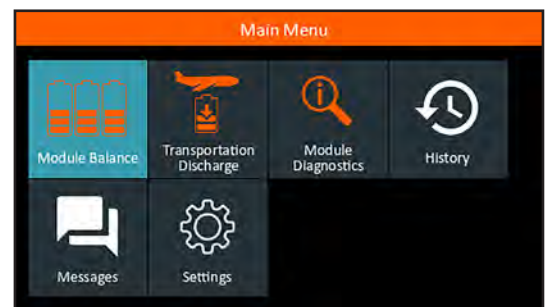 Main Menu
Module Balance
Transportation
Discharge
Module
Diagnostics
History
Messages
Settings